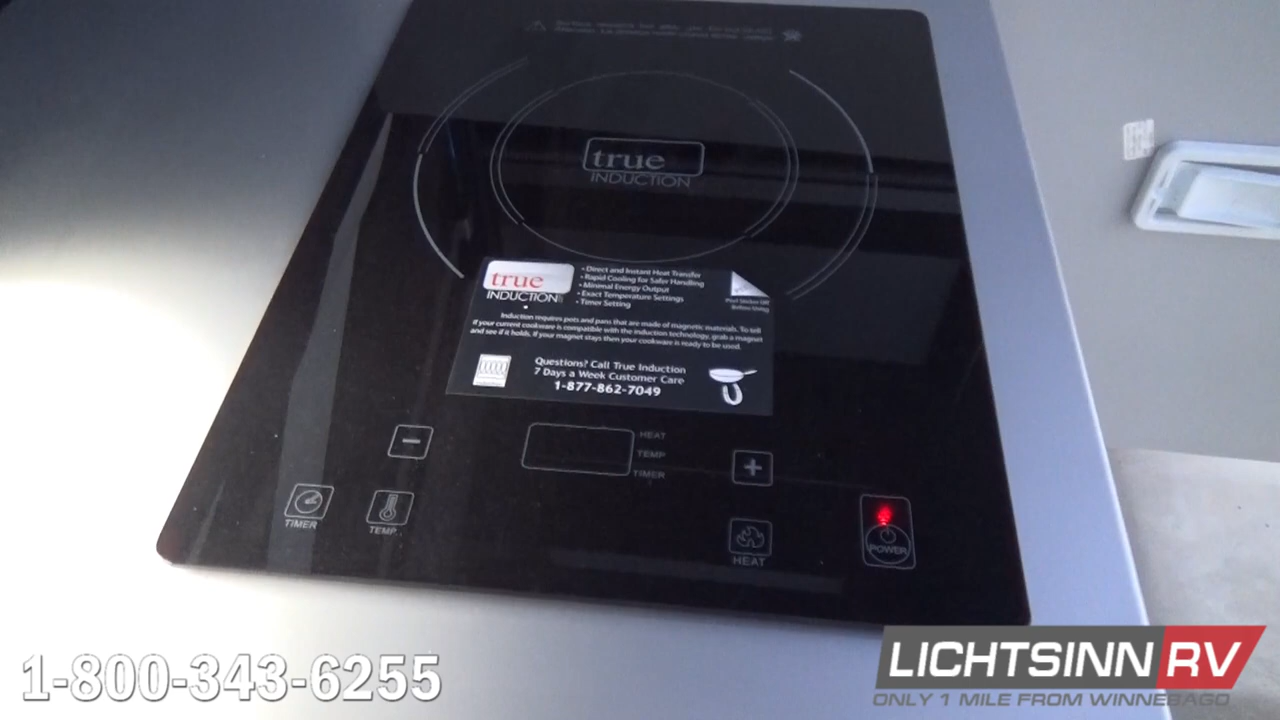 true
INDUCTION
true
INDUCTION
• Direct and Instant Heat Transfer
• Rapid Cooling for Safer Handling
• Minimal Energy Output
• Exact Temperature Settings
• Timer Setting
Peel Sticker Off
Before Using
Induction requires pots and pans that are made of magnetic materials. To tell
if your current cookware is compatible with the induction technology, grab a magnet
and see if it holds. If your magnet stays then your cookware is ready to be used.
Questions? Call True Induction
7 Days a Week Customer Care
1-877-862-7049
−
HEAT
TEMP
TIMER
+
TIMER
TEMP.
HEAT
POWER
1-800-343-6255
LICHTSINN RV
ONLY 1 MILE FROM WINNEBAGO